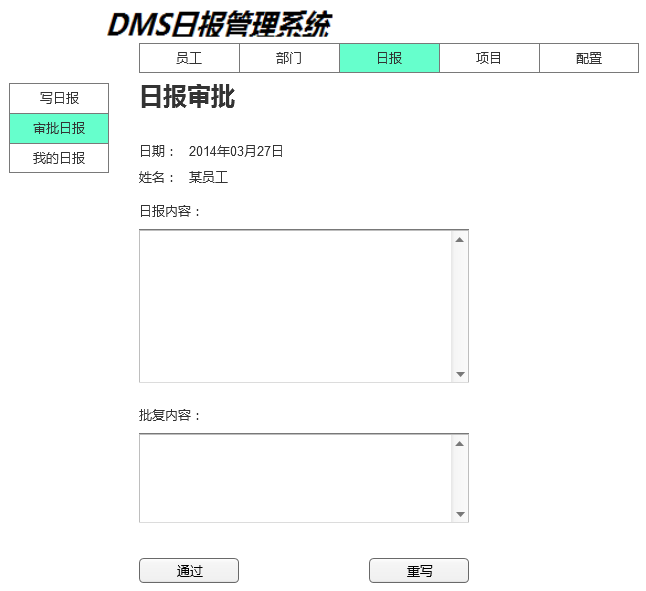 DMS日报管理系统
员工 部门 日报 项目 配置
写日报
审批日报
我的日报
日报审批
日期： 2014年03月27日
姓名： 某员工
日报内容：
批复内容：
通过 重写